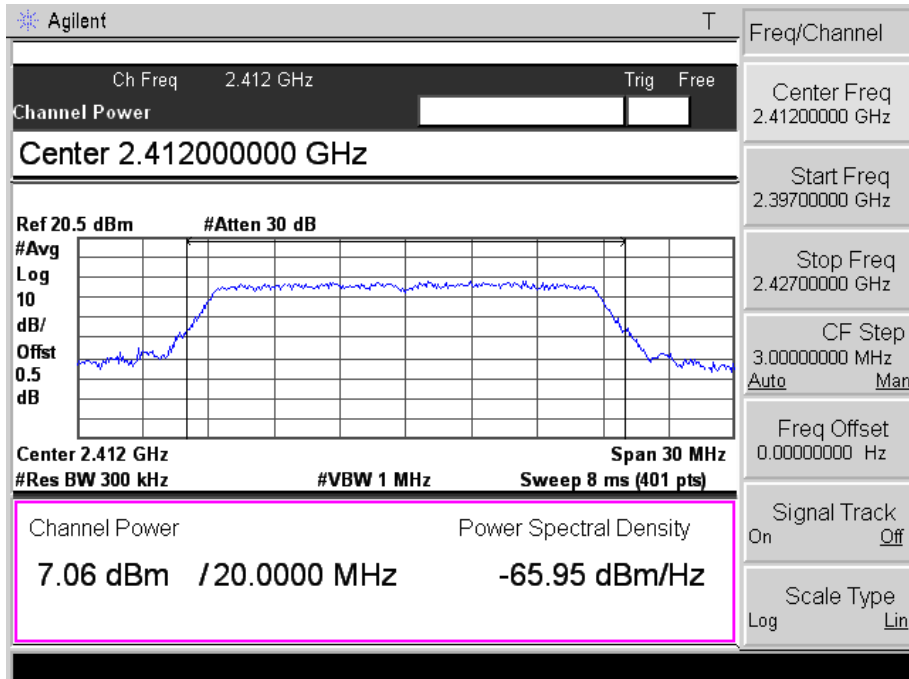 Agilent T
Ch Freq 2.412 GHz Trig Free
Channel Power
Center 2.412000000 GHz
Ref 20.5 dBm #Atten 30 dB
#Avg
Log
10
dB/
Offst
0.5
dB
Center 2.412 GHz Span 30 MHz
#Res BW 300 kHz #VBW 1 MHz Sweep 8 ms (401 pts)
Channel Power Power Spectral Density
7.06 dBm / 20.0000 MHz -65.95 dBm/Hz
Freq/Channel
Center Freq
2.41200000 GHz
Start Freq
2.39700000 GHz
Stop Freq
2.42700000 GHz
CF Step
3.00000000 MHz
Auto Man
Freq Offset
0.00000000 Hz
Signal Track
On Off
Scale Type
Log Lin